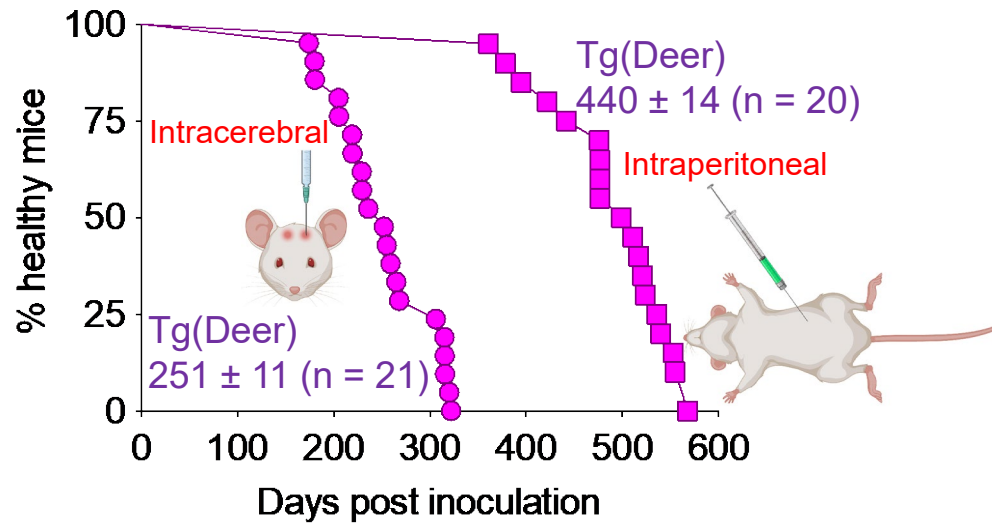 % healthy mice
100
75
50
25
0
Tg(Deer)
440 ± 14 (n = 20)
Intracerebral
Intraperitoneal
Tg(Deer)
251 ± 11 (n = 21)
0 100 200 300 400 500 600
Days post inoculation